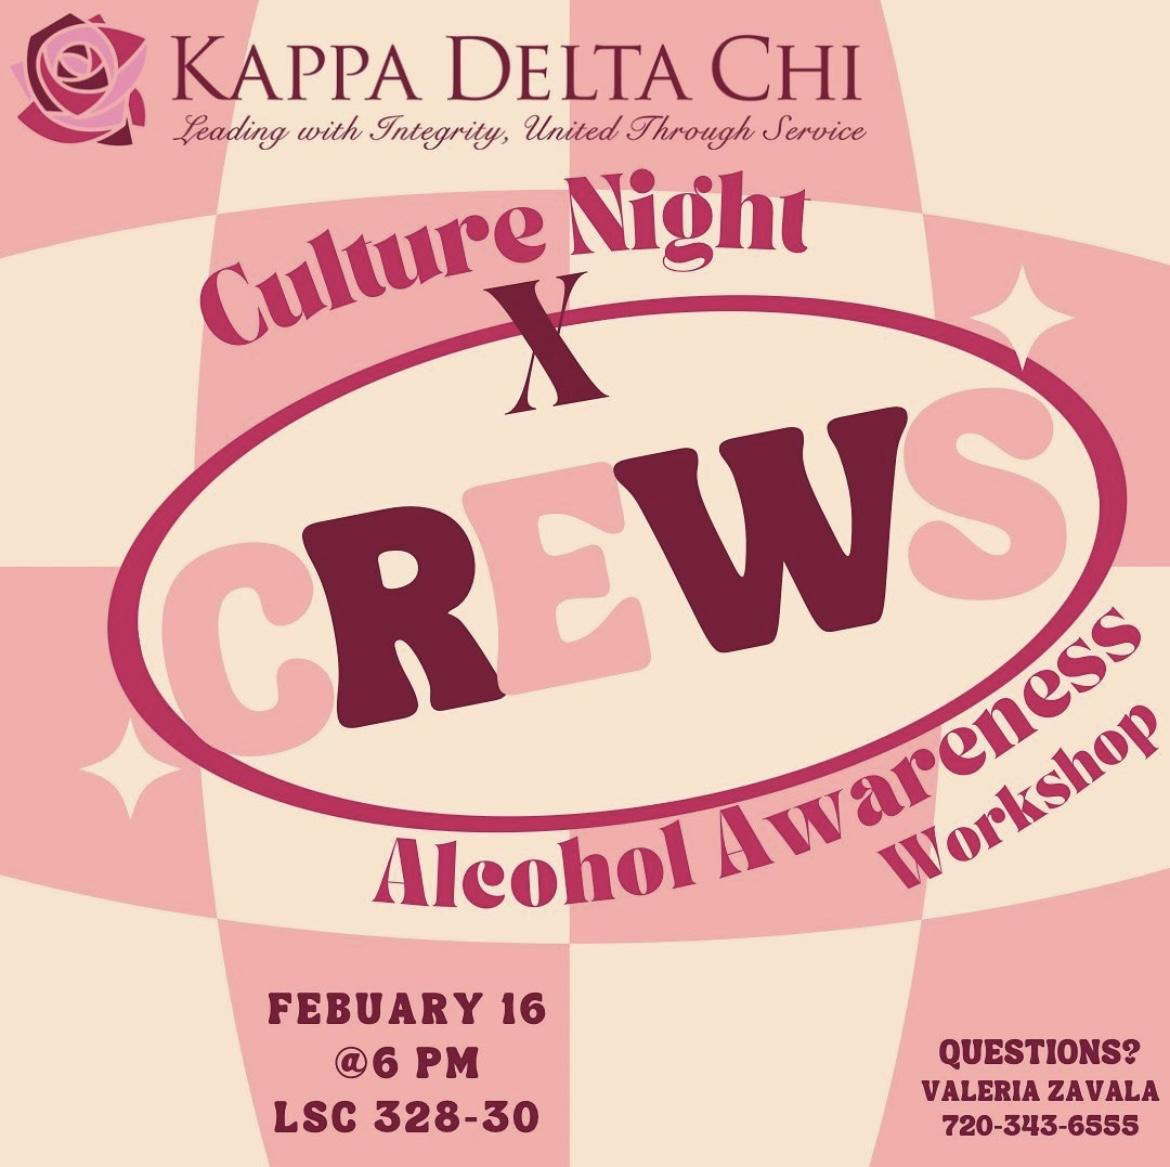 KAPPA DELTA CHI
Leading with Integrity, United Through Service
Culture Night
X
CREWS
Alcohol Awareness
Workshop
FEBUARY 16
@6 PM
LSC 328-30
QUESTIONS?
VALERIA ZAVALA
720-343-6555